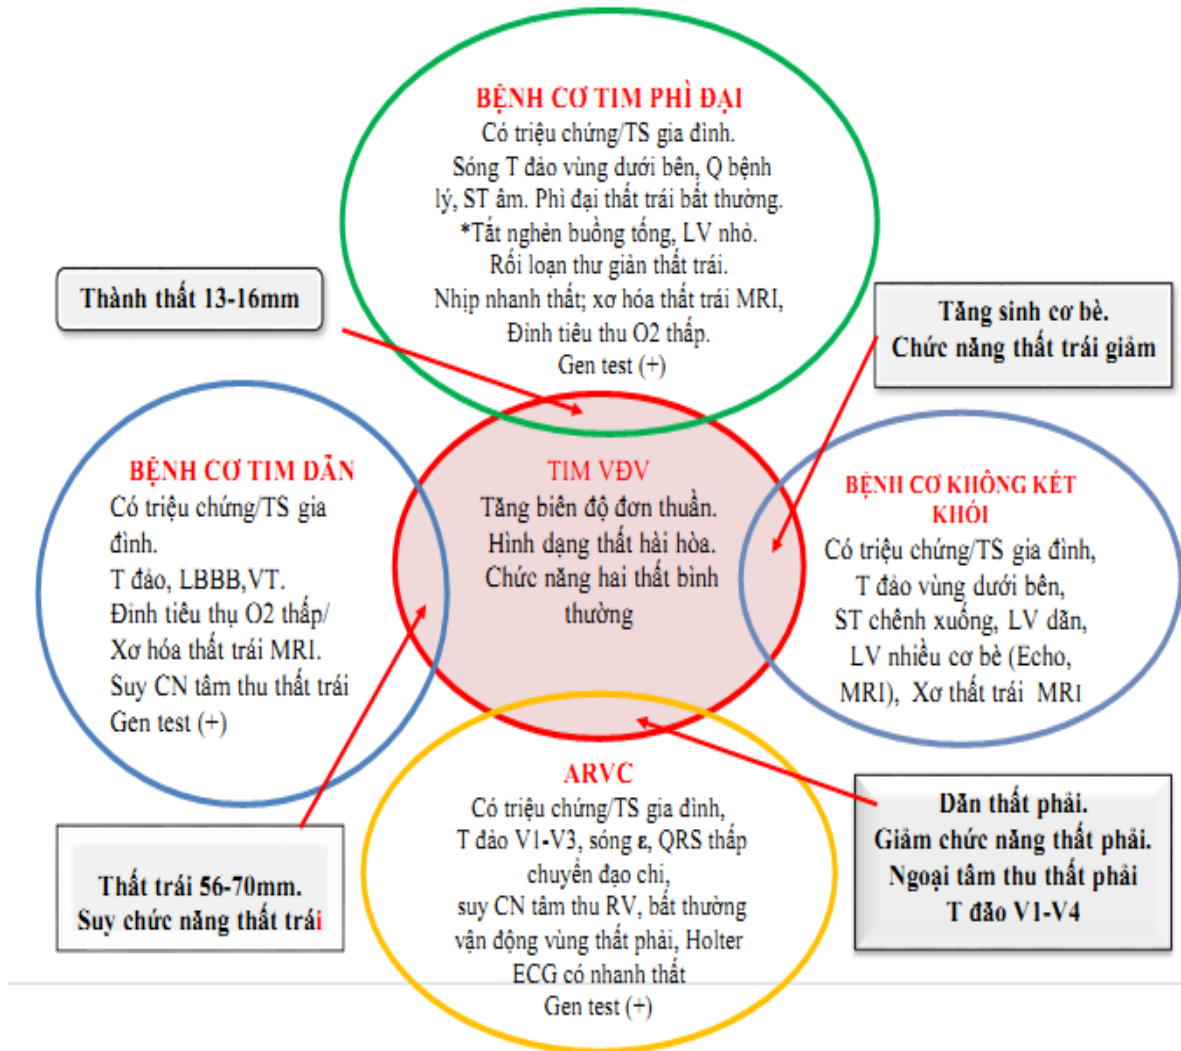 BỆNH CƠ TIM PHÌ ĐẠI
Có triệu chứng/TS gia đình.
Sóng T đảo vùng dưới bên, Q bệnh
lý, ST âm. Phì đại thất trái bất thường.
*Tắt nghẻn buồng tống, LV nhỏ.
Rối loạn thư giản thất trái.
Nhịp nhanh thất; xơ hóa thất trái MRI,
Đỉnh tiêu thu O2 thấp.
Gen test (+)
Thành thất 13-16mm
Tăng sinh cơ bè.
Chức năng thất trái giảm
BỆNH CƠ TIM DÃN
Có triệu chứng/TS gia
đình.
T đảo, LBBB,VT.
Đỉnh tiêu thụ O2 thấp/
Xơ hóa thất trái MRI.
Suy CN tâm thu thất trái
Gen test (+)
TIM VĐV
Tăng biên độ đơn thuần.
Hình dạng thất hài hòa.
Chức năng hai thất bình
thường
BỆNH CƠ KHÔNG KẾT
KHỐI
Có triệu chứng/TS gia đình,
T đảo vùng dưới bên,
ST chênh xuống, LV dãn,
LV nhiều cơ bè (Echo,
MRI), Xơ thất trái MRI
ARVC
Có triệu chứng/TS gia đình,
T đảo V1-V3, sóng ε, QRS thấp
chuyển đạo chi,
suy CN tâm thu RV, bất thường
vận động vùng thất phải, Holter
ECG có nhanh thất
Gen test (+)
Thất trái 56-70mm.
Suy chức năng thất trái
Dãn thất phải.
Giảm chức năng thất phải.
Ngoại tâm thu thất phải
T đảo V1-V4